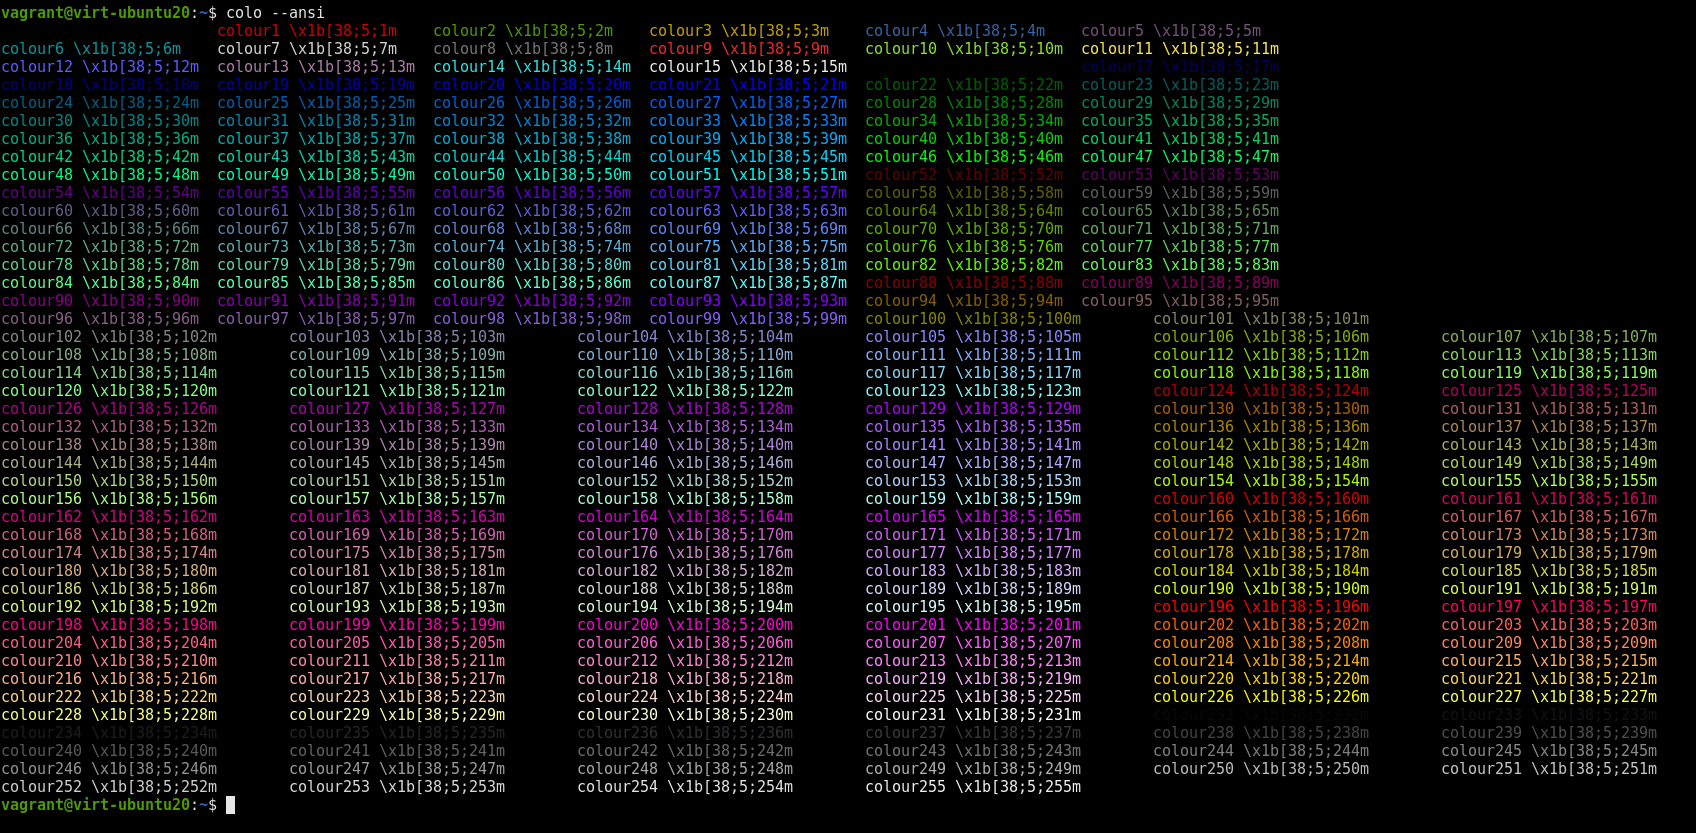 vagrant@virt-ubuntu20:~$ colo --ansi
colour1 \x1b[38;5;1m colour2 \x1b[38;5;2m colour3 \x1b[38;5;3m colour4 \x1b[38;5;4m colour5 \x1b[38;5;5m
colour6 \x1b[38;5;6m colour7 \x1b[38;5;7m colour8 \x1b[38;5;8m colour9 \x1b[38;5;9m colour10 \x1b[38;5;10m colour11 \x1b[38;5;11m
colour12 \x1b[38;5;12m colour13 \x1b[38;5;13m colour14 \x1b[38;5;14m colour15 \x1b[38;5;15m colour17 \x1b[38;5;17m
colour18 \x1b[38;5;18m colour19 \x1b[38;5;19m colour20 \x1b[38;5;20m colour21 \x1b[38;5;21m colour22 \x1b[38;5;22m colour23 \x1b[38;5;23m
colour24 \x1b[38;5;24m colour25 \x1b[38;5;25m colour26 \x1b[38;5;26m colour27 \x1b[38;5;27m colour28 \x1b[38;5;28m colour29 \x1b[38;5;29m
colour30 \x1b[38;5;30m colour31 \x1b[38;5;31m colour32 \x1b[38;5;32m colour33 \x1b[38;5;33m colour34 \x1b[38;5;34m colour35 \x1b[38;5;35m
colour36 \x1b[38;5;36m colour37 \x1b[38;5;37m colour38 \x1b[38;5;38m colour39 \x1b[38;5;39m colour40 \x1b[38;5;40m colour41 \x1b[38;5;41m
colour42 \x1b[38;5;42m colour43 \x1b[38;5;43m colour44 \x1b[38;5;44m colour45 \x1b[38;5;45m colour46 \x1b[38;5;46m colour47 \x1b[38;5;47m
colour48 \x1b[38;5;48m colour49 \x1b[38;5;49m colour50 \x1b[38;5;50m colour51 \x1b[38;5;51m colour52 \x1b[38;5;52m colour53 \x1b[38;5;53m
colour54 \x1b[38;5;54m colour55 \x1b[38;5;55m colour56 \x1b[38;5;56m colour57 \x1b[38;5;57m colour58 \x1b[38;5;58m colour59 \x1b[38;5;59m
colour60 \x1b[38;5;60m colour61 \x1b[38;5;61m colour62 \x1b[38;5;62m colour63 \x1b[38;5;63m colour64 \x1b[38;5;64m colour65 \x1b[38;5;65m
colour66 \x1b[38;5;66m colour67 \x1b[38;5;67m colour68 \x1b[38;5;68m colour69 \x1b[38;5;69m colour70 \x1b[38;5;70m colour71 \x1b[38;5;71m
colour72 \x1b[38;5;72m colour73 \x1b[38;5;73m colour74 \x1b[38;5;74m colour75 \x1b[38;5;75m colour76 \x1b[38;5;76m colour77 \x1b[38;5;77m
colour78 \x1b[38;5;78m colour79 \x1b[38;5;79m colour80 \x1b[38;5;80m colour81 \x1b[38;5;81m colour82 \x1b[38;5;82m colour83 \x1b[38;5;83m
colour84 \x1b[38;5;84m colour85 \x1b[38;5;85m colour86 \x1b[38;5;86m colour87 \x1b[38;5;87m colour88 \x1b[38;5;88m colour89 \x1b[38;5;89m
colour90 \x1b[38;5;90m colour91 \x1b[38;5;91m colour92 \x1b[38;5;92m colour93 \x1b[38;5;93m colour94 \x1b[38;5;94m colour95 \x1b[38;5;95m
colour96 \x1b[38;5;96m colour97 \x1b[38;5;97m colour98 \x1b[38;5;98m colour99 \x1b[38;5;99m colour100 \x1b[38;5;100m colour101 \x1b[38;5;101m
colour102 \x1b[38;5;102m colour103 \x1b[38;5;103m colour104 \x1b[38;5;104m colour105 \x1b[38;5;105m colour106 \x1b[38;5;106m colour107 \x1b[38;5;107m
colour108 \x1b[38;5;108m colour109 \x1b[38;5;109m colour110 \x1b[38;5;110m colour111 \x1b[38;5;111m colour112 \x1b[38;5;112m colour113 \x1b[38;5;113m
colour114 \x1b[38;5;114m colour115 \x1b[38;5;115m colour116 \x1b[38;5;116m colour117 \x1b[38;5;117m colour118 \x1b[38;5;118m colour119 \x1b[38;5;119m
colour120 \x1b[38;5;120m colour121 \x1b[38;5;121m colour122 \x1b[38;5;122m colour123 \x1b[38;5;123m colour124 \x1b[38;5;124m colour125 \x1b[38;5;125m
colour126 \x1b[38;5;126m colour127 \x1b[38;5;127m colour128 \x1b[38;5;128m colour129 \x1b[38;5;129m colour130 \x1b[38;5;130m colour131 \x1b[38;5;131m
colour132 \x1b[38;5;132m colour133 \x1b[38;5;133m colour134 \x1b[38;5;134m colour135 \x1b[38;5;135m colour136 \x1b[38;5;136m colour137 \x1b[38;5;137m
colour138 \x1b[38;5;138m colour139 \x1b[38;5;139m colour140 \x1b[38;5;140m colour141 \x1b[38;5;141m colour142 \x1b[38;5;142m colour143 \x1b[38;5;143m
colour144 \x1b[38;5;144m colour145 \x1b[38;5;145m colour146 \x1b[38;5;146m colour147 \x1b[38;5;147m colour148 \x1b[38;5;148m colour149 \x1b[38;5;149m
colour150 \x1b[38;5;150m colour151 \x1b[38;5;151m colour152 \x1b[38;5;152m colour153 \x1b[38;5;153m colour154 \x1b[38;5;154m colour155 \x1b[38;5;155m
colour156 \x1b[38;5;156m colour157 \x1b[38;5;157m colour158 \x1b[38;5;158m colour159 \x1b[38;5;159m colour160 \x1b[38;5;160m colour161 \x1b[38;5;161m
colour162 \x1b[38;5;162m colour163 \x1b[38;5;163m colour164 \x1b[38;5;164m colour165 \x1b[38;5;165m colour166 \x1b[38;5;166m colour167 \x1b[38;5;167m
colour168 \x1b[38;5;168m colour169 \x1b[38;5;169m colour170 \x1b[38;5;170m colour171 \x1b[38;5;171m colour172 \x1b[38;5;172m colour173 \x1b[38;5;173m
colour174 \x1b[38;5;174m colour175 \x1b[38;5;175m colour176 \x1b[38;5;176m colour177 \x1b[38;5;177m colour178 \x1b[38;5;178m colour179 \x1b[38;5;179m
colour180 \x1b[38;5;180m colour181 \x1b[38;5;181m colour182 \x1b[38;5;182m colour183 \x1b[38;5;183m colour184 \x1b[38;5;184m colour185 \x1b[38;5;185m
colour186 \x1b[38;5;186m colour187 \x1b[38;5;187m colour188 \x1b[38;5;188m colour189 \x1b[38;5;189m colour190 \x1b[38;5;190m colour191 \x1b[38;5;191m
colour192 \x1b[38;5;192m colour193 \x1b[38;5;193m colour194 \x1b[38;5;194m colour195 \x1b[38;5;195m colour196 \x1b[38;5;196m colour197 \x1b[38;5;197m
colour198 \x1b[38;5;198m colour199 \x1b[38;5;199m colour200 \x1b[38;5;200m colour201 \x1b[38;5;201m colour202 \x1b[38;5;202m colour203 \x1b[38;5;203m
colour204 \x1b[38;5;204m colour205 \x1b[38;5;205m colour206 \x1b[38;5;206m colour207 \x1b[38;5;207m colour208 \x1b[38;5;208m colour209 \x1b[38;5;209m
colour210 \x1b[38;5;210m colour211 \x1b[38;5;211m colour212 \x1b[38;5;212m colour213 \x1b[38;5;213m colour214 \x1b[38;5;214m colour215 \x1b[38;5;215m
colour216 \x1b[38;5;216m colour217 \x1b[38;5;217m colour218 \x1b[38;5;218m colour219 \x1b[38;5;219m colour220 \x1b[38;5;220m colour221 \x1b[38;5;221m
colour222 \x1b[38;5;222m colour223 \x1b[38;5;223m colour224 \x1b[38;5;224m colour225 \x1b[38;5;225m colour226 \x1b[38;5;226m colour227 \x1b[38;5;227m
colour228 \x1b[38;5;228m colour229 \x1b[38;5;229m colour230 \x1b[38;5;230m colour231 \x1b[38;5;231m colour232 \x1b[38;5;232m colour233 \x1b[38;5;233m
colour234 \x1b[38;5;234m colour235 \x1b[38;5;235m colour236 \x1b[38;5;236m colour237 \x1b[38;5;237m colour238 \x1b[38;5;238m colour239 \x1b[38;5;239m
colour240 \x1b[38;5;240m colour241 \x1b[38;5;241m colour242 \x1b[38;5;242m colour243 \x1b[38;5;243m colour244 \x1b[38;5;244m colour245 \x1b[38;5;245m
colour246 \x1b[38;5;246m colour247 \x1b[38;5;247m colour248 \x1b[38;5;248m colour249 \x1b[38;5;249m colour250 \x1b[38;5;250m colour251 \x1b[38;5;251m
colour252 \x1b[38;5;252m colour253 \x1b[38;5;253m colour254 \x1b[38;5;254m colour255 \x1b[38;5;255m
vagrant@virt-ubuntu20:~$